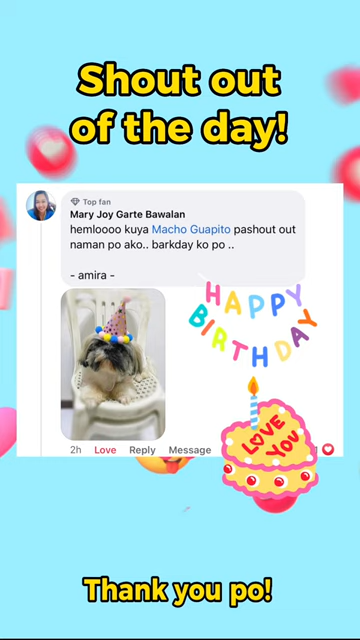 Shout out
of the day!
Top fan
Mary Joy Garte Bawalan
hemloooo kuya Macho Guapito pashout out
naman po ako.. barkday ko po ..
- amira -
HAPPY
BIRTHDAY
LOVE
YOU
2h Love Reply Message
Thank you po!